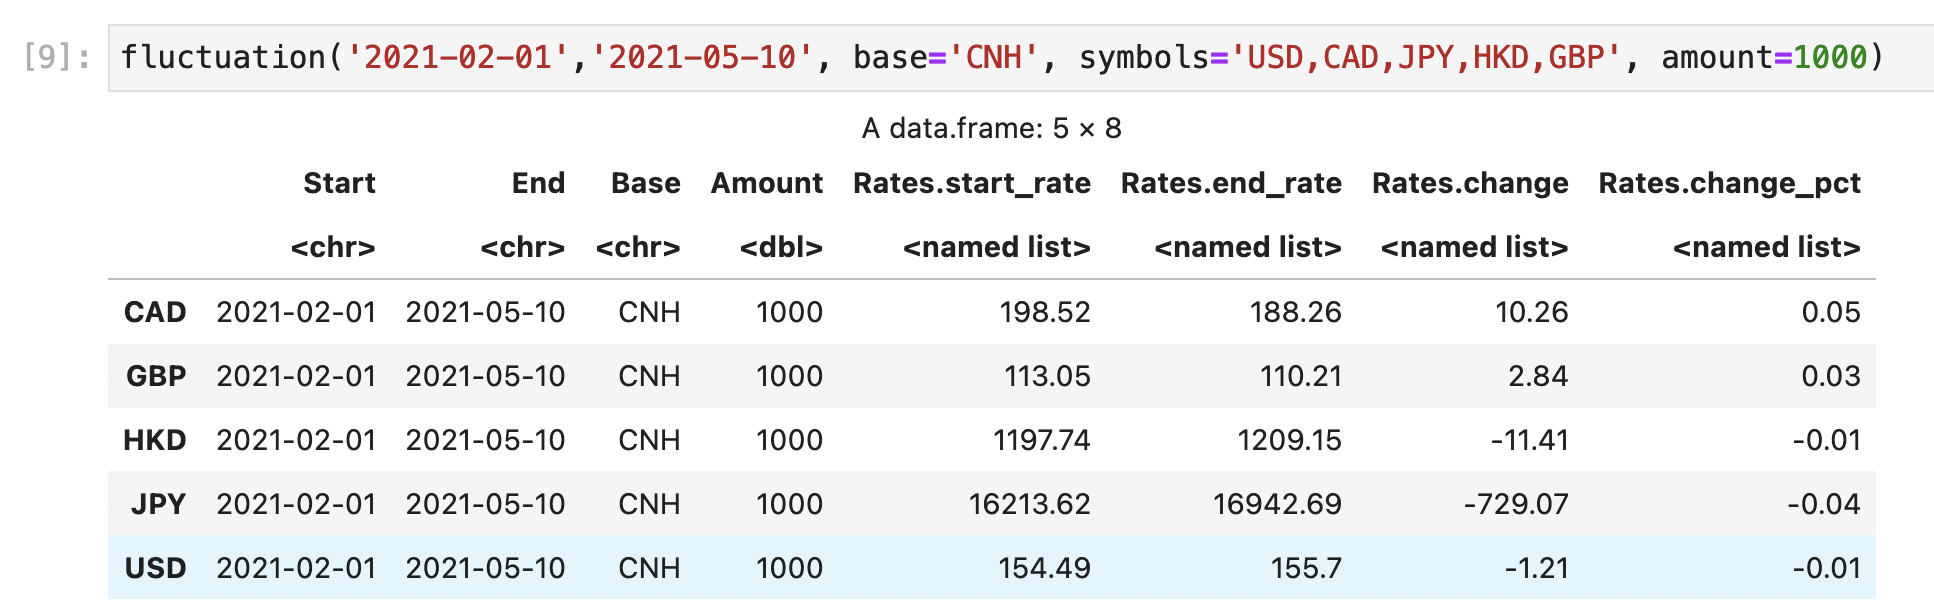 [9]: fluctuation('2021-02-01','2021-05-10', base='CNH', symbols='USD,CAD,JPY,HKD,GBP', amount=1000)
A data.frame: 5 × 8
Start End Base Amount Rates.start_rate Rates.end_rate Rates.change Rates.change_pct
<chr> <chr> <chr> <dbl> <named list> <named list> <named list> <named list>
CAD 2021-02-01 2021-05-10 CNH 1000 198.52 188.26 10.26 0.05
GBP 2021-02-01 2021-05-10 CNH 1000 113.05 110.21 2.84 0.03
HKD 2021-02-01 2021-05-10 CNH 1000 1197.74 1209.15 -11.41 -0.01
JPY 2021-02-01 2021-05-10 CNH 1000 16213.62 16942.69 -729.07 -0.04
USD 2021-02-01 2021-05-10 CNH 1000 154.49 155.7 -1.21 -0.01